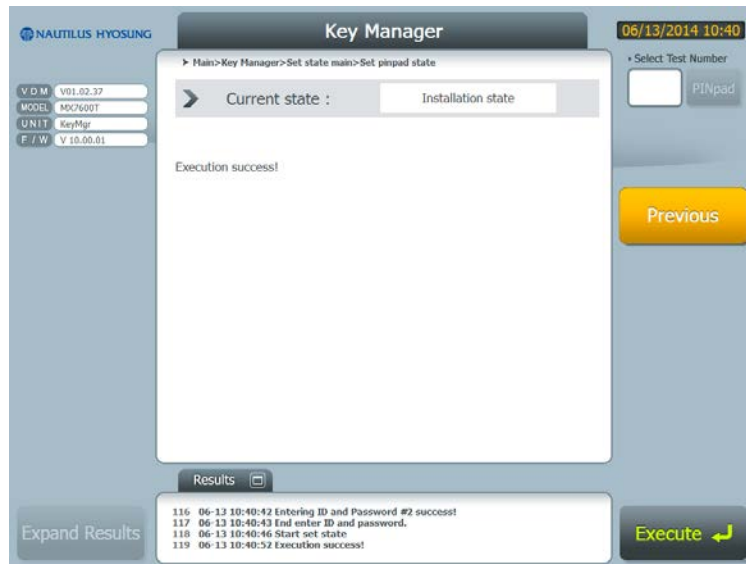 NAUTILUS HYOSUNG
Key Manager
06/13/2014 10:40
Main>Key Manager>Set state main>Set pinpad state
Select Test Number
PINpad
VDM V01.02.37
MODEL MX7600T
UNIT KeyMgr
F / W V 10.00.01
Current state : Installation state
Execution success!
Previous
Results
116 06-13 10:40:42 Entering ID and Password #2 success!
117 06-13 10:40:43 End enter ID and password.
118 06-13 10:40:46 Start set state
119 06-13 10:40:52 Execution success!
Expand Results
Execute